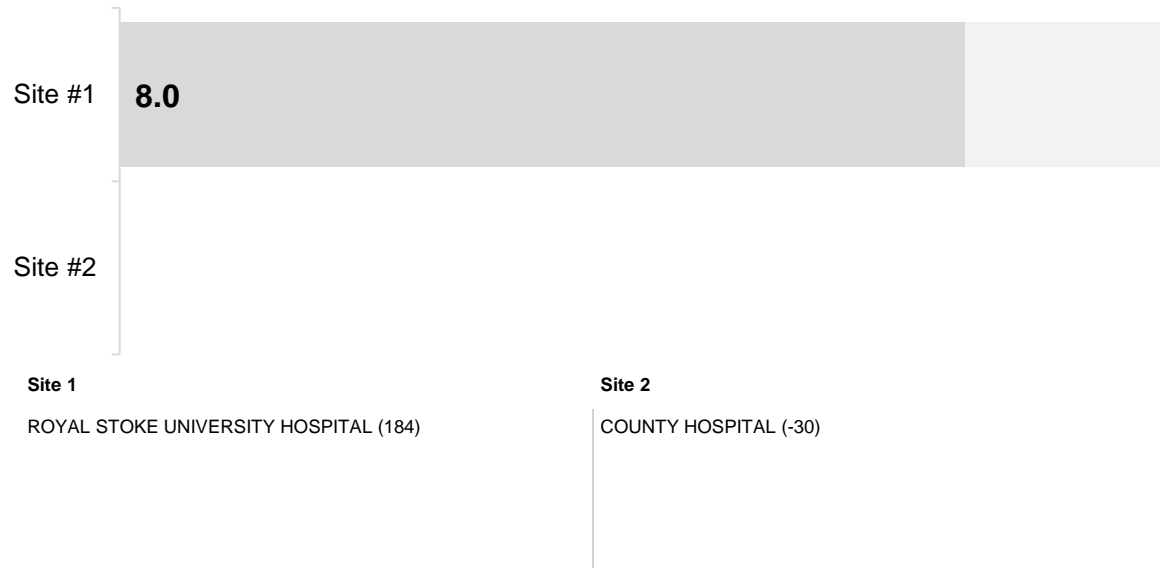 Site #1
8.0
Site #2
Site 1
Site 2
ROYAL STOKE UNIVERSITY HOSPITAL (184)
COUNTY HOSPITAL (-30)